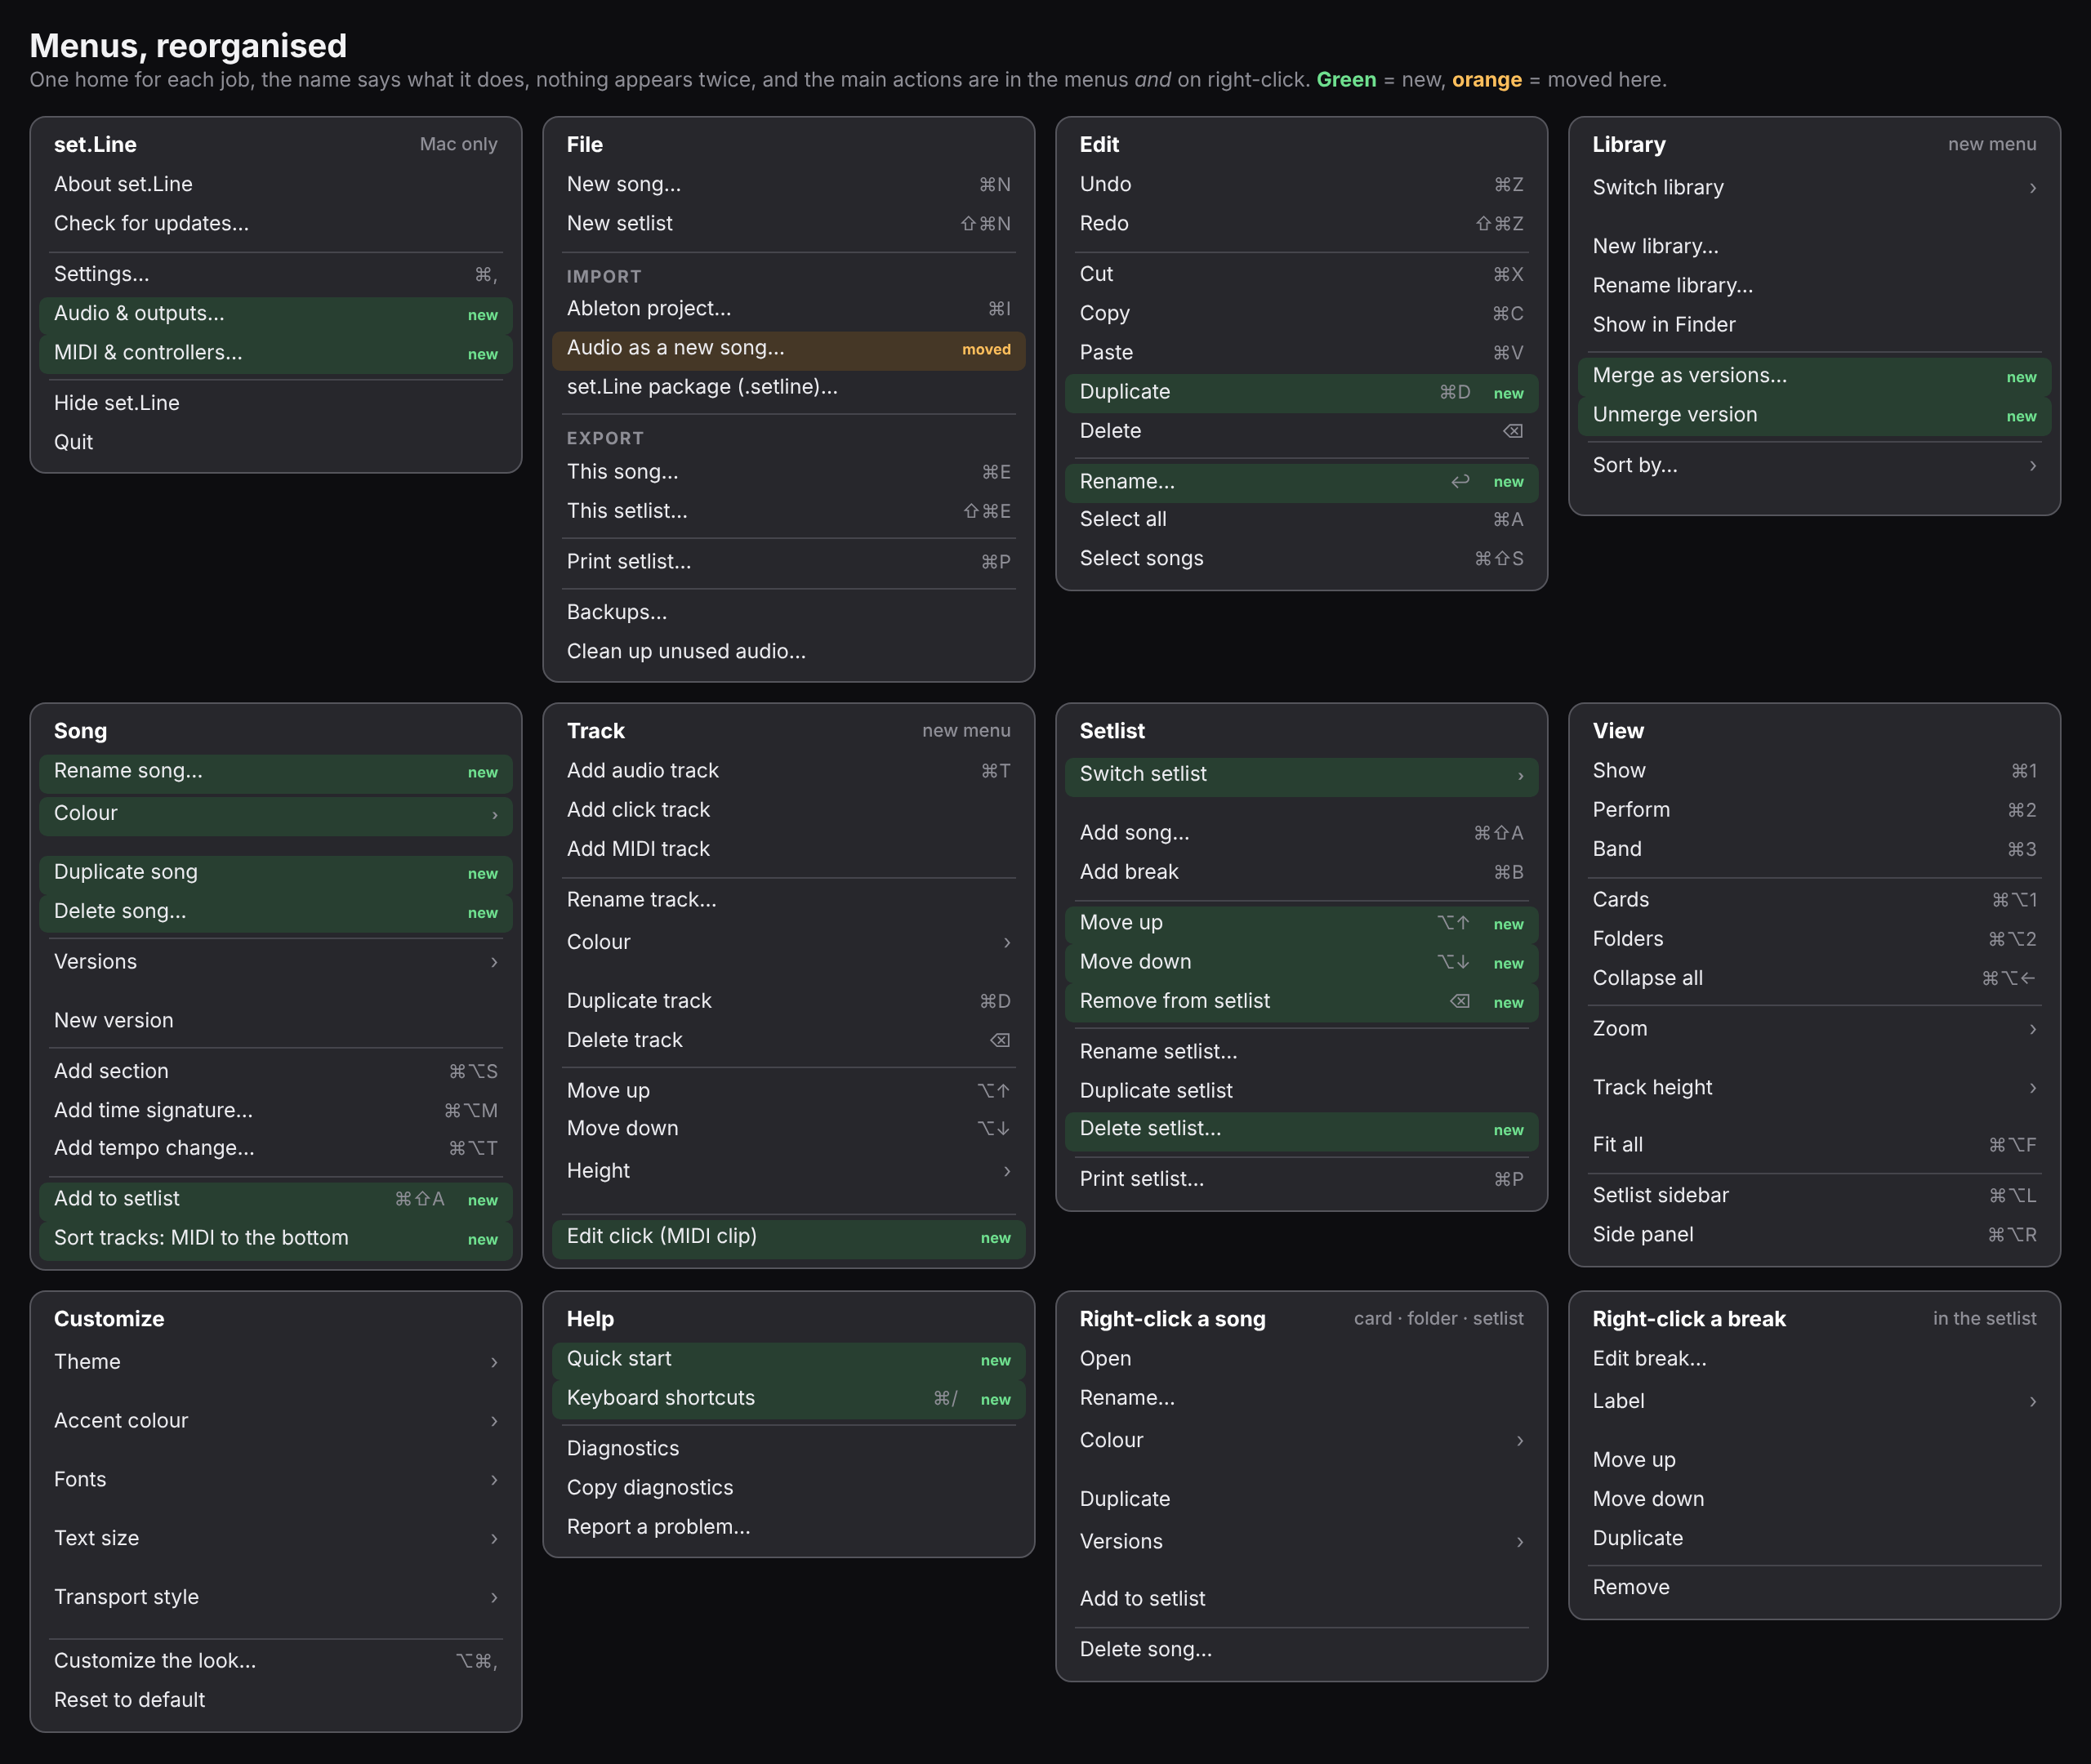 Menus, reorganised
One home for each job, the name says what it does, nothing appears twice, and the main actions are in the menus and on right-click. Green = new, orange = moved here.
set.Line Mac only
About set.Line
Check for updates...
Settings... ⌘,
Audio & outputs... new
MIDI & controllers... new
Hide set.Line
Quit
File
New song... ⌘N
New setlist ⇧⌘N
IMPORT
Ableton project... ⌘I
Audio as a new song... moved
set.Line package (.setline)...
EXPORT
This song... ⌘E
This setlist... ⇧⌘E
Print setlist... ⌘P
Backups...
Clean up unused audio...
Edit
Undo ⌘Z
Redo ⇧⌘Z
Cut ⌘X
Copy ⌘C
Paste ⌘V
Duplicate ⌘D new
Delete ⌫
Rename... ↩ new
Select all ⌘A
Select songs ⌘⇧S
Library new menu
Switch library ›
New library...
Rename library...
Show in Finder
Merge as versions... new
Unmerge version new
Sort by... ›
Song
Rename song... new
Colour ›
Duplicate song new
Delete song... new
Versions ›
New version
Add section ⌘⌥S
Add time signature... ⌘⌥M
Add tempo change... ⌘⌥T
Add to setlist ⌘⇧A new
Sort tracks: MIDI to the bottom new
Track new menu
Add audio track ⌘T
Add click track
Add MIDI track
Rename track...
Colour ›
Duplicate track ⌘D
Delete track ⌫
Move up ⌥↑
Move down ⌥↓
Height ›
Edit click (MIDI clip) new
Setlist
Switch setlist ›
Add song... ⌘⇧A
Add break ⌘B
Move up ⌥↑ new
Move down ⌥↓ new
Remove from setlist ⌫ new
Rename setlist...
Duplicate setlist
Delete setlist... new
Print setlist... ⌘P
View
Show ⌘1
Perform ⌘2
Band ⌘3
Cards ⌘⌥1
Folders ⌘⌥2
Collapse all ⌘⌥←
Zoom ›
Track height ›
Fit all ⌘⌥F
Setlist sidebar ⌘⌥L
Side panel ⌘⌥R
Customize
Theme ›
Accent colour ›
Fonts ›
Text size ›
Transport style ›
Customize the look... ⌥⌘,
Reset to default
Help
Quick start new
Keyboard shortcuts ⌘/ new
Diagnostics
Copy diagnostics
Report a problem...
Right-click a song card · folder · setlist
Open
Rename...
Colour ›
Duplicate
Versions ›
Add to setlist
Delete song...
Right-click a break in the setlist
Edit break...
Label ›
Move up
Move down
Duplicate
Remove